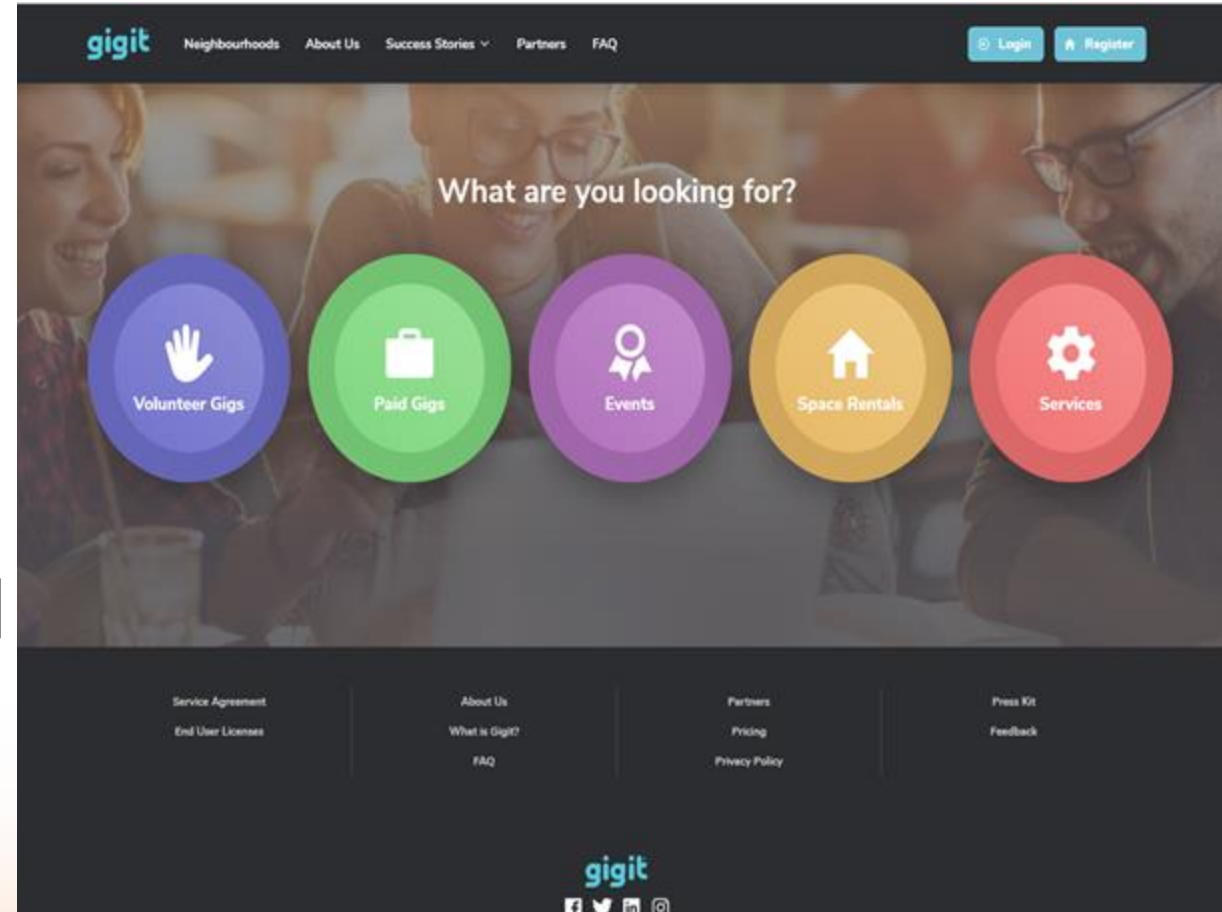 gigit Neighbourhoods About Us Success Stories Partners FAQ Login Register
What are you looking for?
Volunteer Gigs Paid Gigs Events Space Rentals Services
Service Agreement About Us Partners Press Kit
End User Licenses What is Gigit? Pricing Feedback
FAQ Privacy Policy
gigit